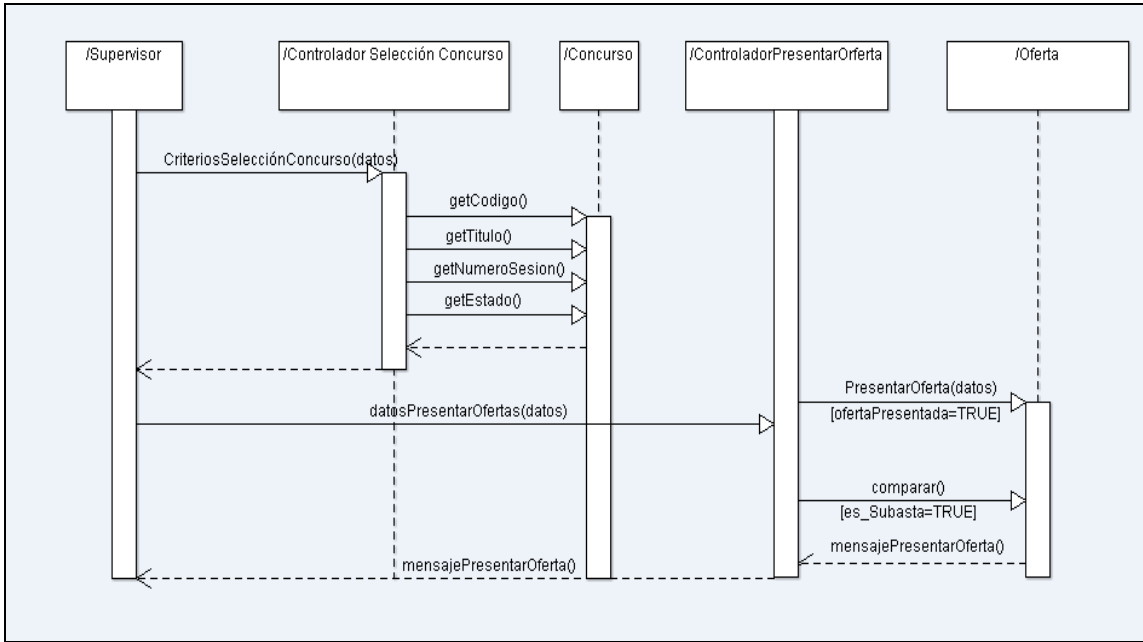 /Supervisor
/Controlador Selección Concurso
/Concurso
/ControladorPresentarOrferta
/Oferta
CriteriosSelecciónConcurso(datos)
getCodigo()
getTitulo()
getNumeroSesion()
getEstado()
PresentarOferta(datos)
[ofertaPresentada=TRUE]
datosPresentarOfertas(datos)
comparar()
[es_Subasta=TRUE]
mensajePresentarOferta()
mensajePresentarOferta()